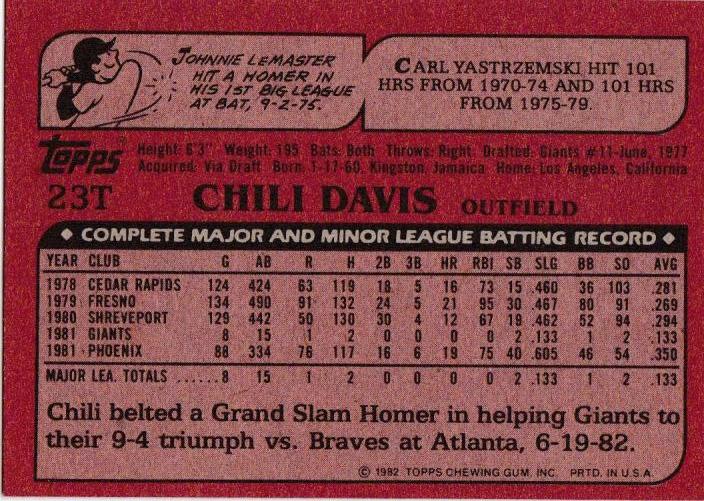 JOHNNIE LEMASTER
HIT A HOMER IN
HIS 1ST BIG LEAGUE
AT BAT, 9-2-75.
CARL YASTRZEMSKI HIT 101
HRS FROM 1970-74 AND 101 HRS
FROM 1975-79.
TOPPS® Height: 6'3" Weight: 195 Bats: Both Throws: Right Drafted: Giants #11-June, 1977
Acquired: Via Draft Born: 1-17-60, Kingston, Jamaica Home: Los Angeles, California
23T CHILI DAVIS OUTFIELD
◆ COMPLETE MAJOR AND MINOR LEAGUE BATTING RECORD ◆
YEAR CLUB G AB R H 2B 3B HR RBI SB SLG BB SO AVG
1978 CEDAR RAPIDS 124 424 63 119 18 5 16 73 15 .460 36 103 .281
1979 FRESNO 134 490 91 132 24 5 21 95 30 .467 80 91 .269
1980 SHREVEPORT 129 442 50 130 30 4 12 67 19 .462 52 94 .294
1981 GIANTS 8 15 1 2 0 0 0 0 2 .133 1 2 .133
1981 PHOENIX 88 334 76 117 16 6 19 75 40 .605 46 54 .350
MAJOR LEA. TOTALS ......8 15 1 2 0 0 0 0 2 .133 1 2 .133
Chili belted a Grand Slam Homer in helping Giants to
their 9-4 triumph vs. Braves at Atlanta, 6-19-82.
© 1982 TOPPS CHEWING GUM, INC. PRTD. IN U.S.A.